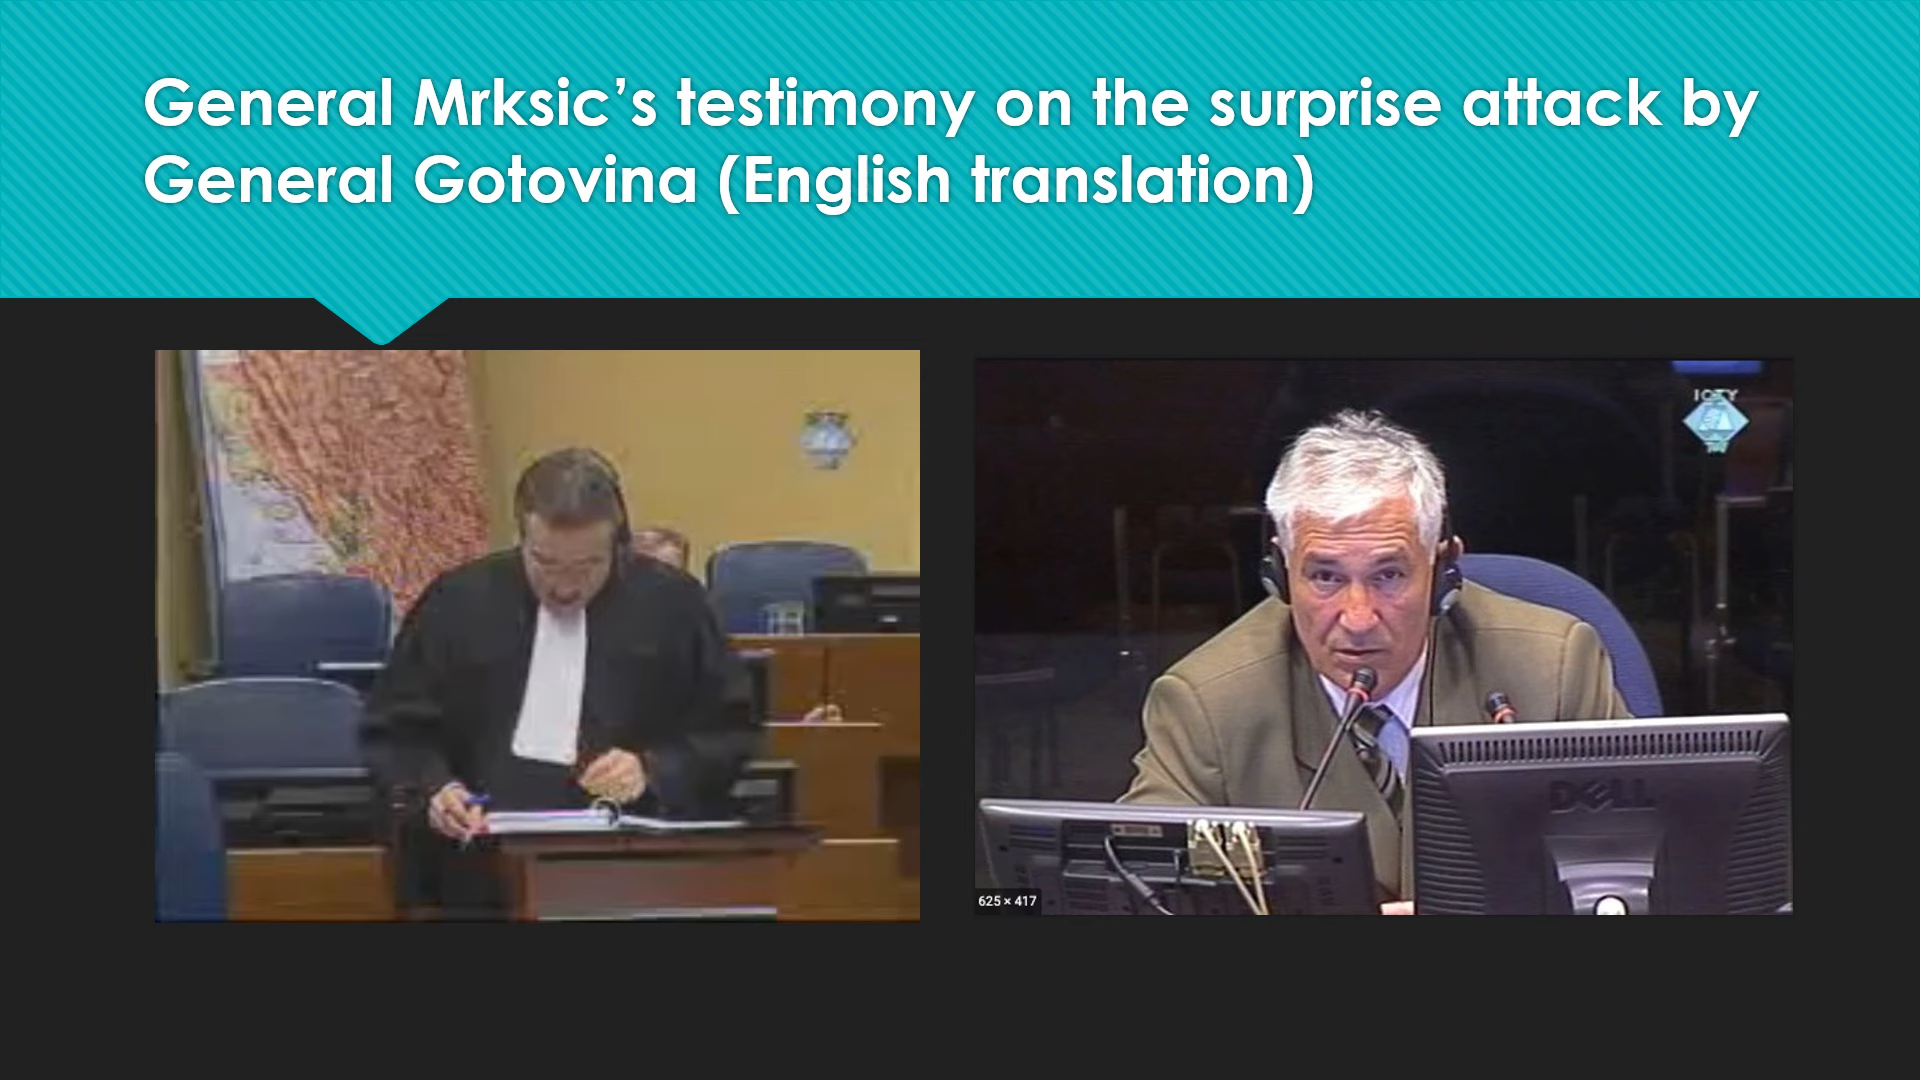 General Mrksic’s testimony on the surprise attack by
General Gotovina (English translation)
ICTY
DELL
625 × 417